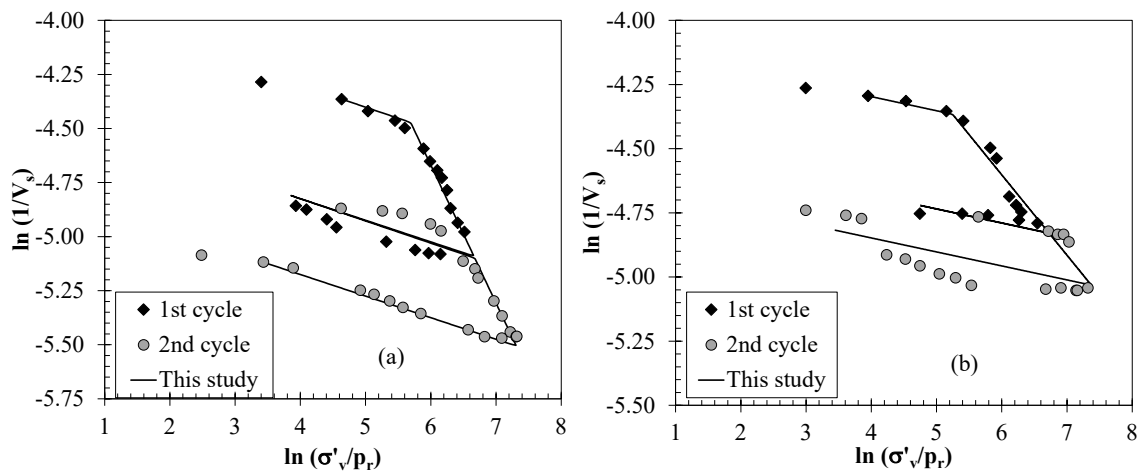 -4.00
-4.25
-4.50
-4.75
-5.00
-5.25
-5.50
-5.75
ln (1/Vs)
1st cycle
2nd cycle
This study
(a)
1 2 3 4 5 6 7 8
ln (σ'v/pr)
-4.00
-4.25
-4.50
-4.75
-5.00
-5.25
-5.50
ln (1/Vs)
1st cycle
2nd cycle
This study
(b)
1 2 3 4 5 6 7 8
ln (σ'v/pr)